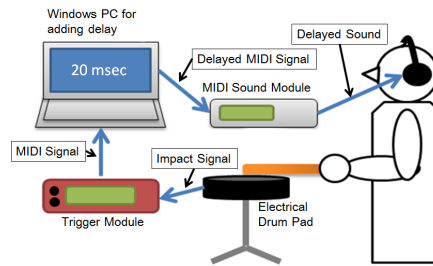 Windows PC for
adding delay
Delayed Sound
20 msec
Delayed MIDI Signal
MIDI Sound Module
MIDI Signal
Impact Signal
Trigger Module
Electrical
Drum Pad